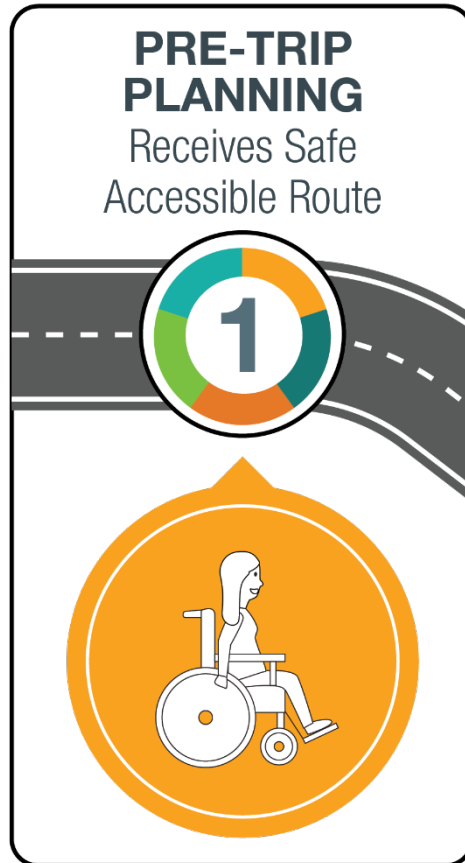 PRE-TRIP
PLANNING
Receives Safe
Accessible Route
1